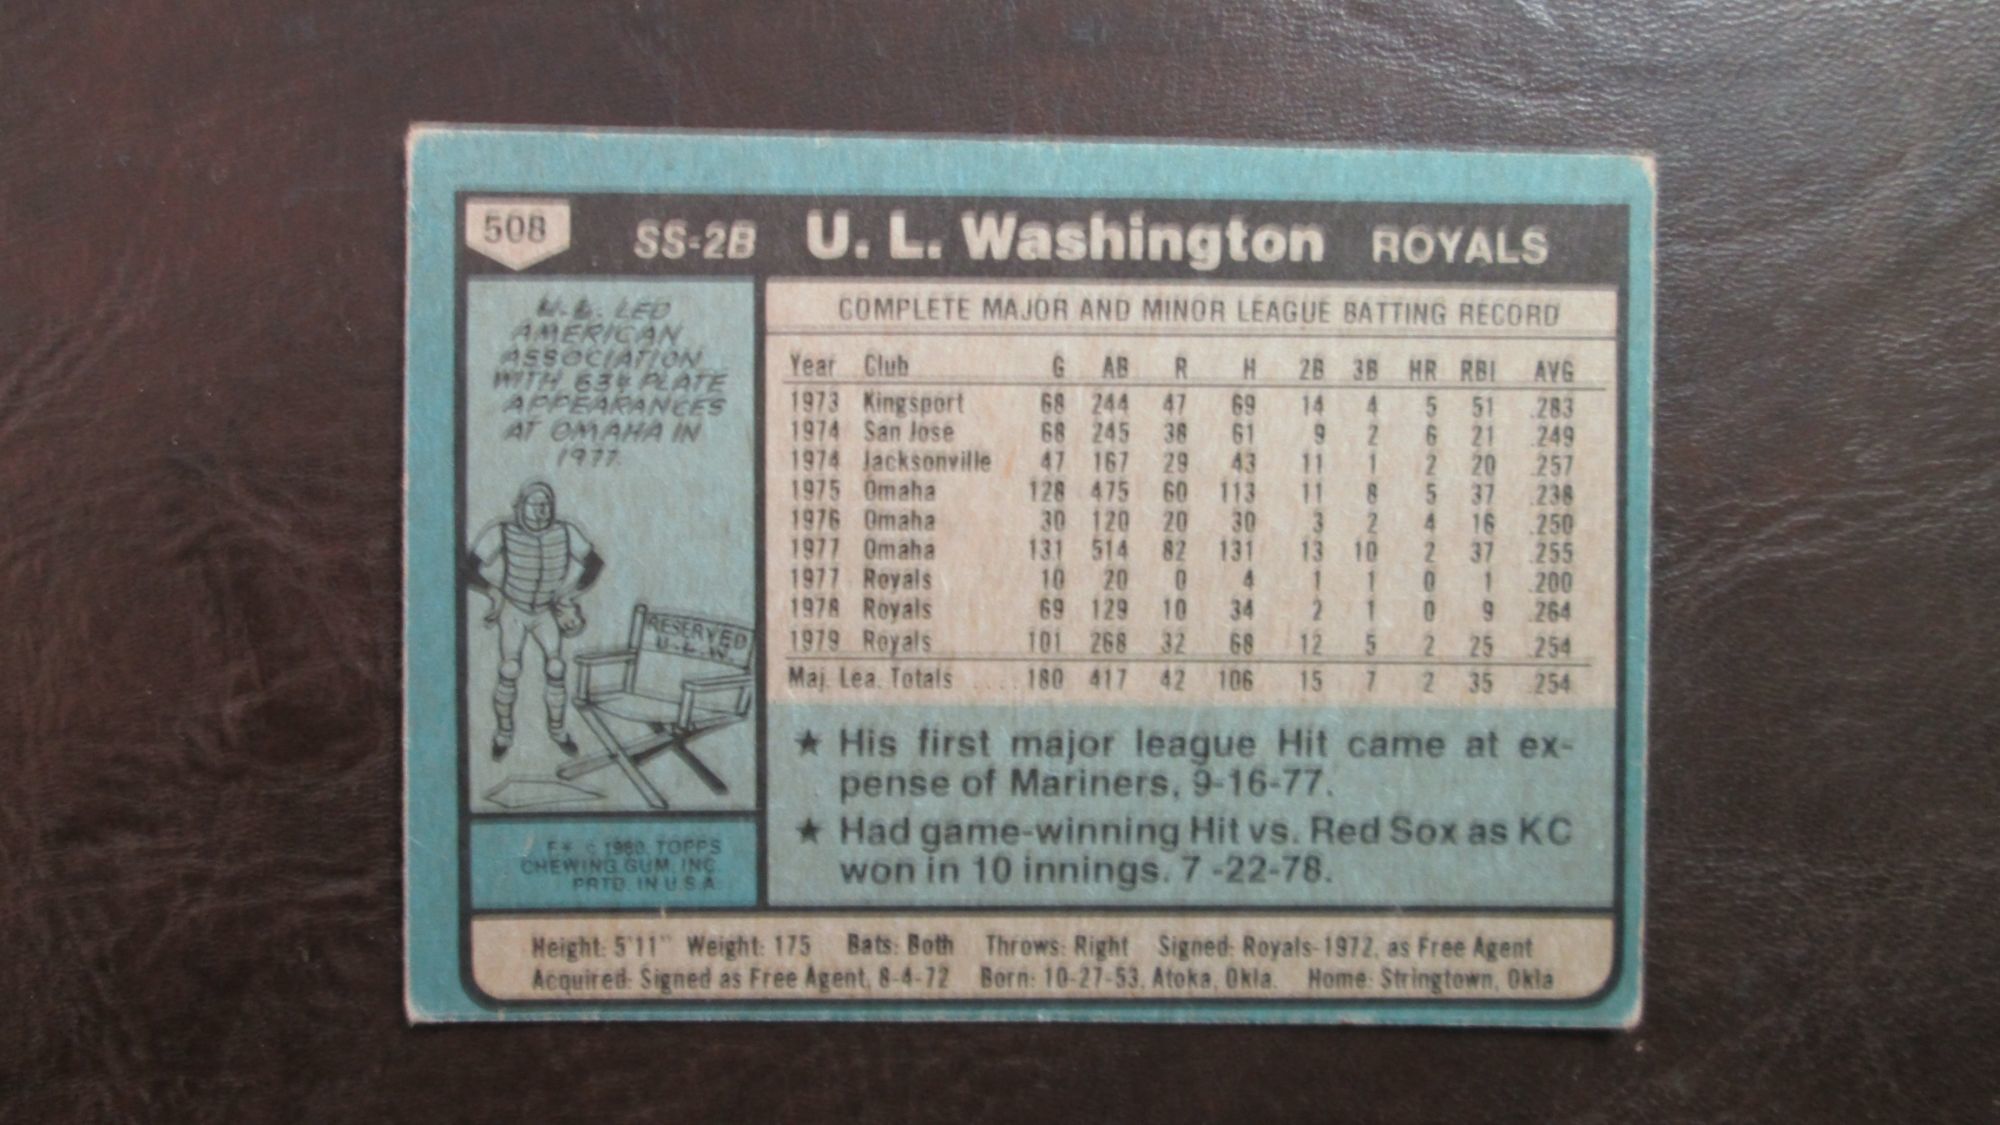 508 SS-2B U. L. Washington ROYALS
U. L. LED
AMERICAN
ASSOCIATION
WITH 634 PLATE
APPEARANCES
AT OMAHA IN
1977.
RESERVED
U.L.W.
F* © 1980 TOPPS
CHEWING GUM, INC.
PRTD. IN U.S.A.
COMPLETE MAJOR AND MINOR LEAGUE BATTING RECORD
Year Club G AB R H 2B 3B HR RBI AVG
1973 Kingsport 68 244 47 69 14 4 5 51 .283
1974 San Jose 68 245 38 61 9 2 6 21 .249
1974 Jacksonville 47 167 29 43 11 1 2 20 .257
1975 Omaha 128 475 60 113 11 8 5 37 .238
1976 Omaha 30 120 20 30 3 2 4 16 .250
1977 Omaha 131 514 82 131 13 10 2 37 .255
1977 Royals 10 20 0 4 1 1 0 1 .200
1978 Royals 69 129 10 34 2 1 0 9 .264
1979 Royals 101 268 32 68 12 5 2 25 .254
Maj. Lea. Totals .... 180 417 42 106 15 7 2 35 .254
★ His first major league Hit came at ex-
pense of Mariners, 9-16-77.
★ Had game-winning Hit vs. Red Sox as KC
won in 10 innings. 7 -22-78.
Height: 5'11" Weight: 175 Bats: Both Throws: Right Signed: Royals-1972, as Free Agent
Acquired: Signed as Free Agent, 8-4-72 Born: 10-27-53, Atoka, Okla. Home: Stringtown, Okla